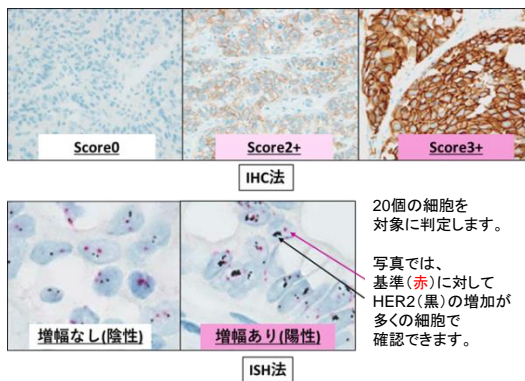 Score0
Score2+
Score3+
IHC法
20個の細胞を
対象に判定します。
写真では、
基準(赤)に対して
HER2(黒)の増加が
多くの細胞で
確認できます。
増幅なし(陰性)
増幅あり(陽性)
ISH法